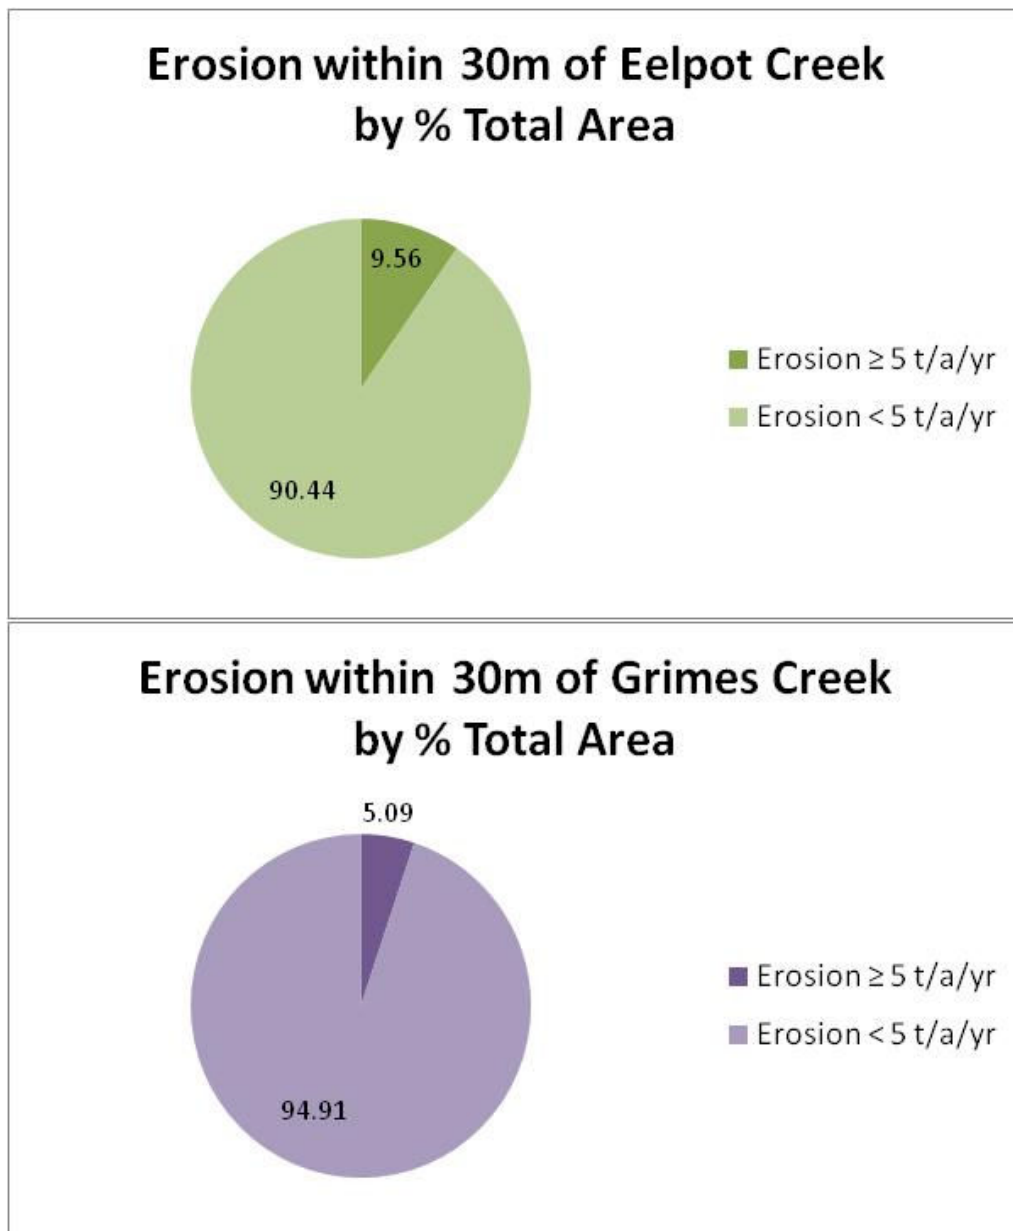 Erosion within 30m of Eelpot Creek
by % Total Area
9.56
Erosion ≥ 5 t/a/yr
Erosion < 5 t/a/yr
90.44
Erosion within 30m of Grimes Creek
by % Total Area
5.09
Erosion ≥ 5 t/a/yr
Erosion < 5 t/a/yr
94.91